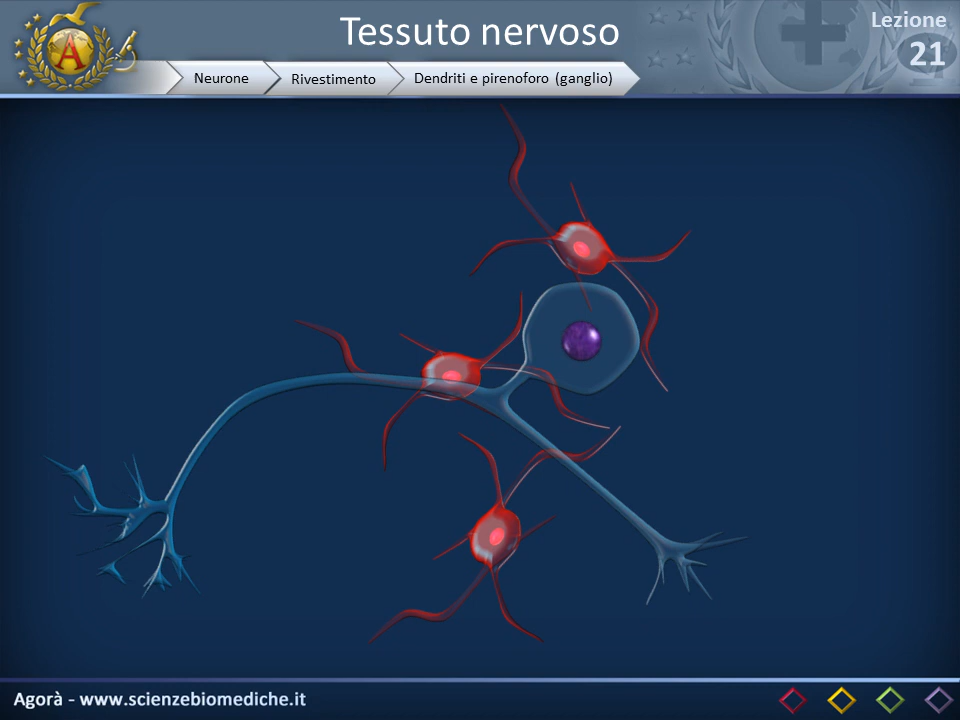 Tessuto nervoso
Lezione
21
Neurone
Rivestimento
Dendriti e pirenoforo (ganglio)
A
Agorà - www.scienzebiomediche.it